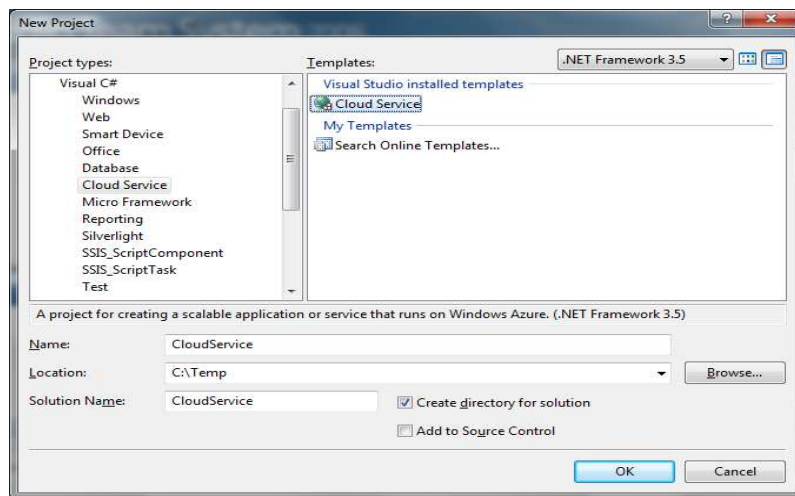 New Project
Project types:
Templates:
.NET Framework 3.5
Visual C#
Windows
Web
Smart Device
Office
Database
Cloud Service
Micro Framework
Reporting
Silverlight
SSIS_ScriptComponent
SSIS_ScriptTask
Test
Visual Studio installed templates
Cloud Service
My Templates
Search Online Templates...
A project for creating a scalable application or service that runs on Windows Azure. (.NET Framework 3.5)
Name: CloudService
Location: C:\Temp Browse...
Solution Name: CloudService Create directory for solution
Add to Source Control
OK Cancel